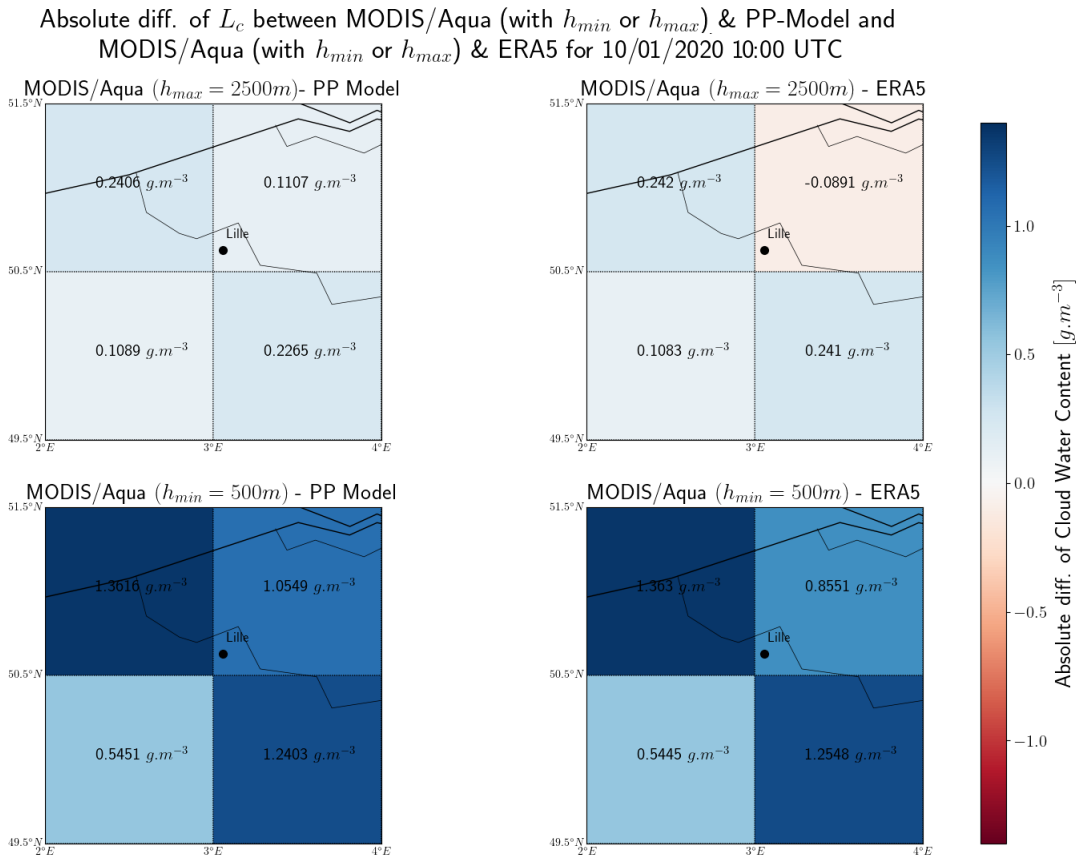 Absolute diff. of L_c between MODIS/Aqua (with h_min or h_max) & PP-Model and
MODIS/Aqua (with h_min or h_max) & ERA5 for 10/01/2020 10:00 UTC
MODIS/Aqua (h_max = 2500m)- PP Model
51.5°N
0.2406 g.m⁻³
0.1107 g.m⁻³
Lille
50.5°N
0.1089 g.m⁻³
0.2265 g.m⁻³
49.5°N
2°E
3°E
4°E
MODIS/Aqua (h_max = 2500m) - ERA5
51.5°N
0.242 g.m⁻³
-0.0891 g.m⁻³
Lille
50.5°N
0.1083 g.m⁻³
0.241 g.m⁻³
49.5°N
2°E
3°E
4°E
MODIS/Aqua (h_min = 500m) - PP Model
51.5°N
1.3616 g.m⁻³
1.0549 g.m⁻³
Lille
50.5°N
0.5451 g.m⁻³
1.2403 g.m⁻³
49.5°N
2°E
3°E
4°E
MODIS/Aqua (h_min = 500m) - ERA5
51.5°N
1.363 g.m⁻³
0.8551 g.m⁻³
Lille
50.5°N
0.5445 g.m⁻³
1.2548 g.m⁻³
49.5°N
2°E
3°E
4°E
1.0
0.5
0.0
−0.5
−1.0
Absolute diff. of Cloud Water Content [g.m⁻³]